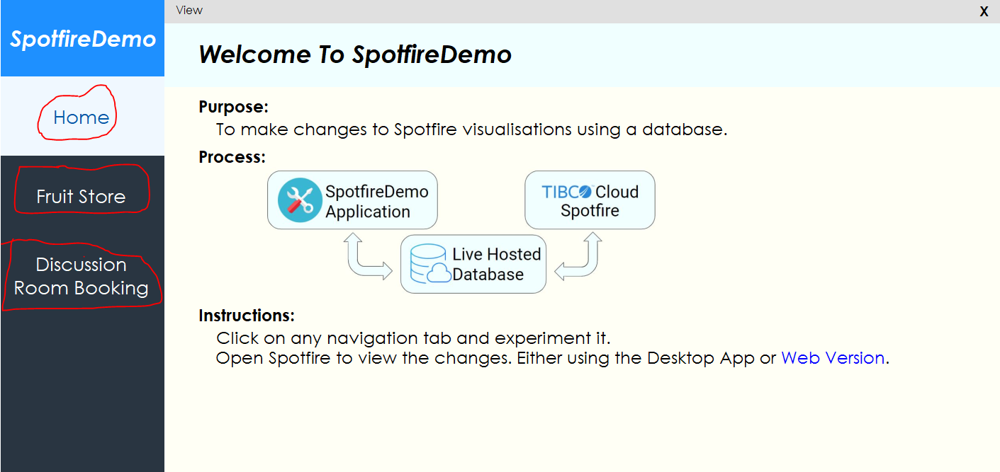 View
X
SpotfireDemo
Welcome To SpotfireDemo
Home
Fruit Store
Discussion
Room Booking
Purpose:
To make changes to Spotfire visualisations using a database.
Process:
SpotfireDemo
Application
TIBCO Cloud
Spotfire
Live Hosted
Database
Instructions:
Click on any navigation tab and experiment it.
Open Spotfire to view the changes. Either using the Desktop App or Web Version.